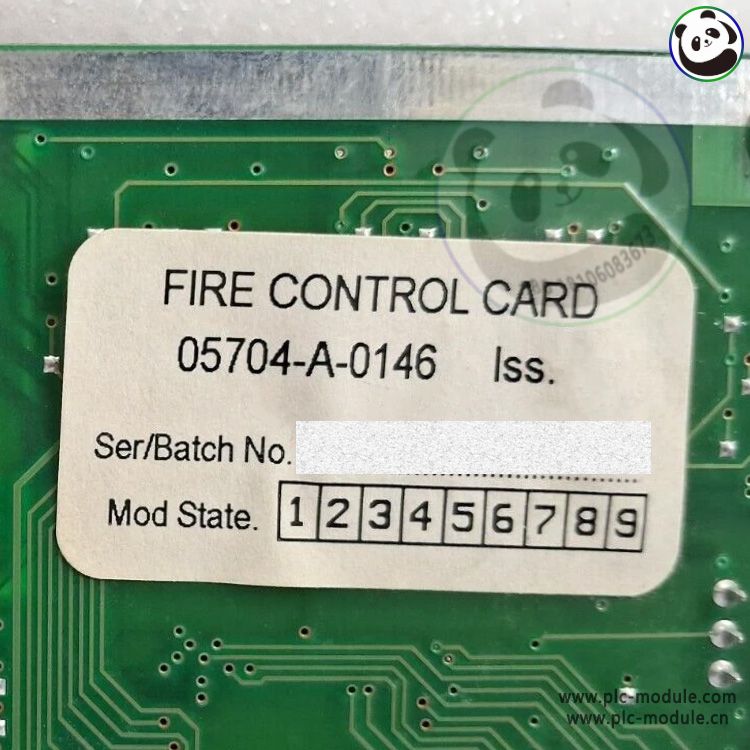 FIRE CONTROL CARD
05704-A-0146 Iss.
Ser/Batch No.
Mod State. 1 2 3 4 5 6 7 8 9
www.plc-module.com
www.plc-module.cn